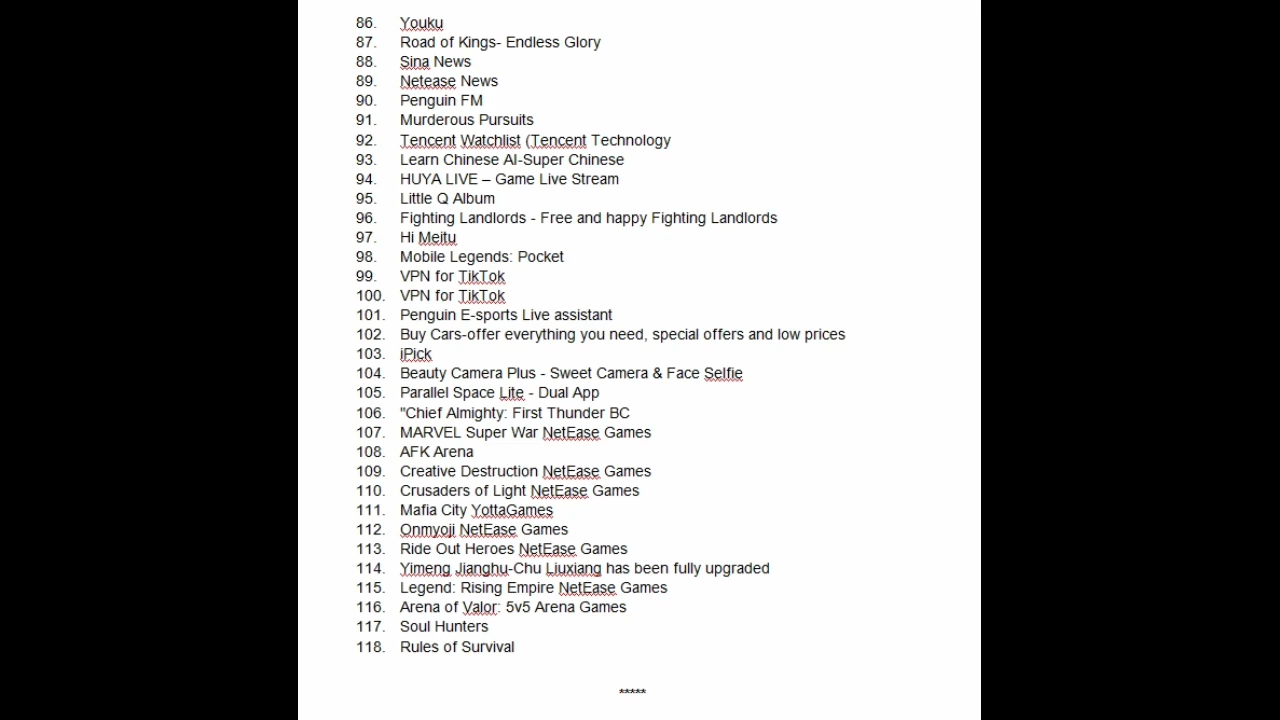 86. Youku
87. Road of Kings- Endless Glory
88. Sina News
89. Netease News
90. Penguin FM
91. Murderous Pursuits
92. Tencent Watchlist (Tencent Technology
93. Learn Chinese AI-Super Chinese
94. HUYA LIVE – Game Live Stream
95. Little Q Album
96. Fighting Landlords - Free and happy Fighting Landlords
97. Hi Meitu
98. Mobile Legends: Pocket
99. VPN for TikTok
100. VPN for TikTok
101. Penguin E-sports Live assistant
102. Buy Cars-offer everything you need, special offers and low prices
103. iPick
104. Beauty Camera Plus - Sweet Camera & Face Selfie
105. Parallel Space Lite - Dual App
106. "Chief Almighty: First Thunder BC
107. MARVEL Super War NetEase Games
108. AFK Arena
109. Creative Destruction NetEase Games
110. Crusaders of Light NetEase Games
111. Mafia City YottaGames
112. Onmyoji NetEase Games
113. Ride Out Heroes NetEase Games
114. Yimeng Jianghu-Chu Liuxiang has been fully upgraded
115. Legend: Rising Empire NetEase Games
116. Arena of Valor: 5v5 Arena Games
117. Soul Hunters
118. Rules of Survival
*****